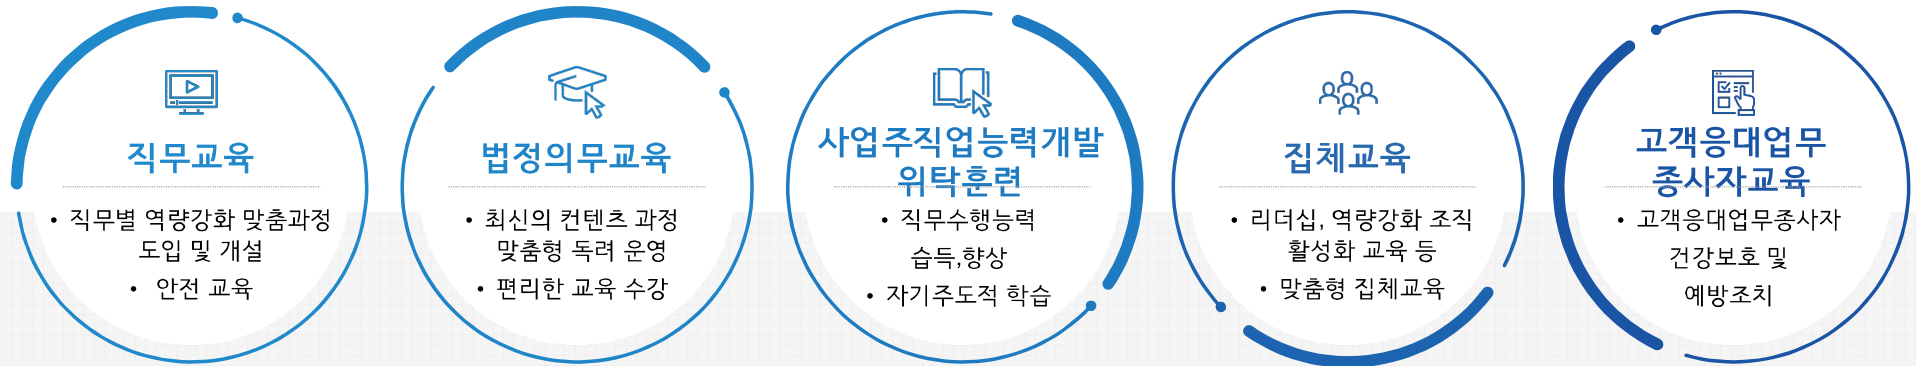 직무교육
• 직무별 역량강화 맞춤과정
도입 및 개설
• 안전 교육
법정의무교육
• 최신의 컨텐츠 과정
맞춤형 독려 운영
• 편리한 교육 수강
사업주직업능력개발
위탁훈련
• 직무수행능력
습득,향상
• 자기주도적 학습
집체교육
• 리더십, 역량강화 조직
활성화 교육 등
• 맞춤형 집체교육
고객응대업무
종사자교육
• 고객응대업무종사자
건강보호 및
예방조치